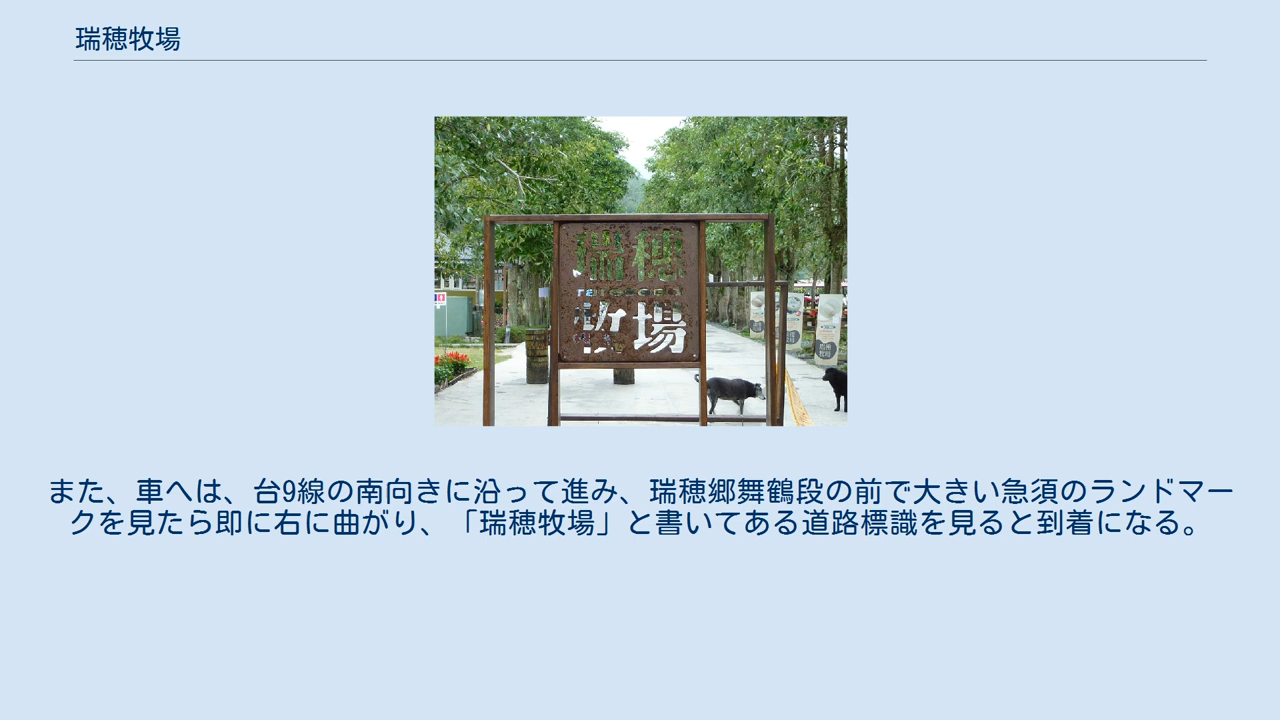 瑞穂牧場
瑞穂
牧場
また、車へは、台9線の南向きに沿って進み、瑞穂郷舞鶴段の前で大きい急須のランドマー
クを見たら即に右に曲がり、「瑞穂牧場」と書いてある道路標識を見ると到着になる。